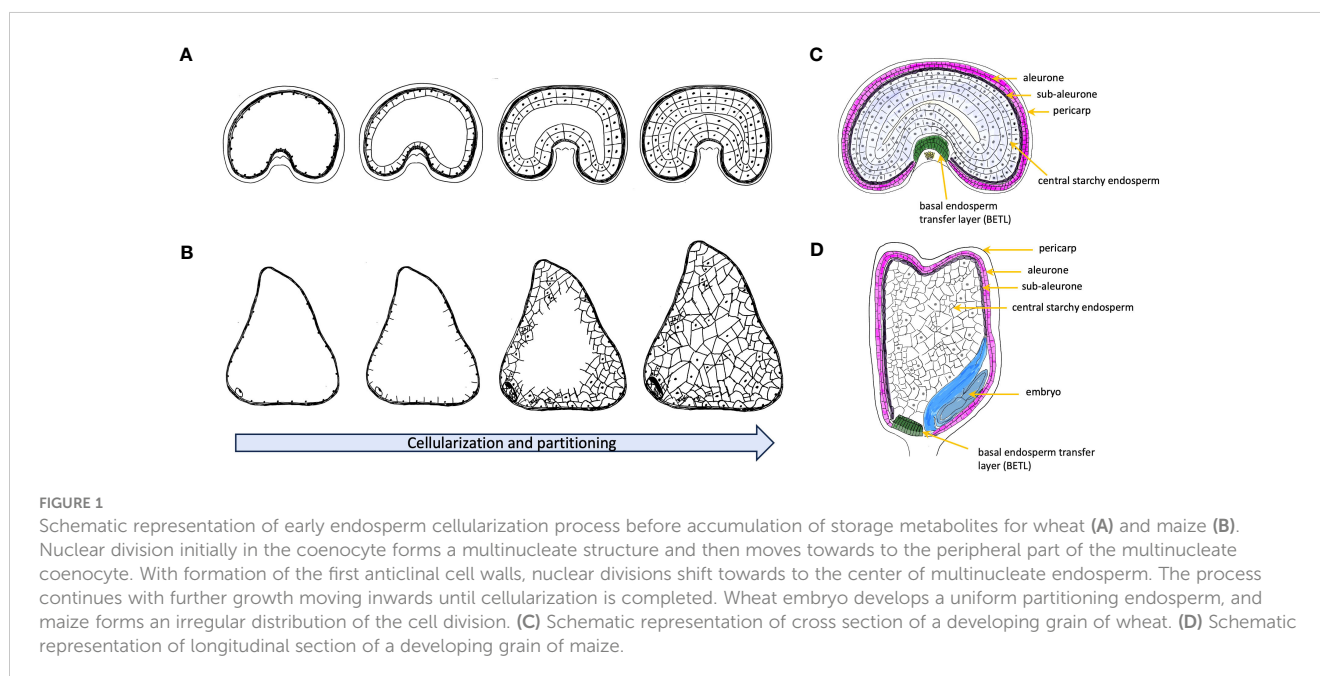 A
B
Cellularization and partitioning
C
aleurone
sub-aleurone
pericarp
central starchy endosperm
basal endosperm
transfer layer (BETL)
D
pericarp
aleurone
sub-aleurone
central starchy endosperm
embryo
basal endosperm transfer
layer (BETL)
FIGURE 1
Schematic representation of early endosperm cellularization process before accumulation of storage metabolites for wheat (A) and maize (B).
Nuclear division initially in the coenocyte forms a multinucleate structure and then moves towards to the peripheral part of the multinucleate
coenocyte. With formation of the first anticlinal cell walls, nuclear divisions shift towards to the center of multinucleate endosperm. The process
continues with further growth moving inwards until cellularization is completed. Wheat embryo develops a uniform partitioning endosperm, and
maize forms an irregular distribution of the cell division. (C) Schematic representation of cross section of a developing grain of wheat. (D) Schematic
representation of longitudinal section of a developing grain of maize.